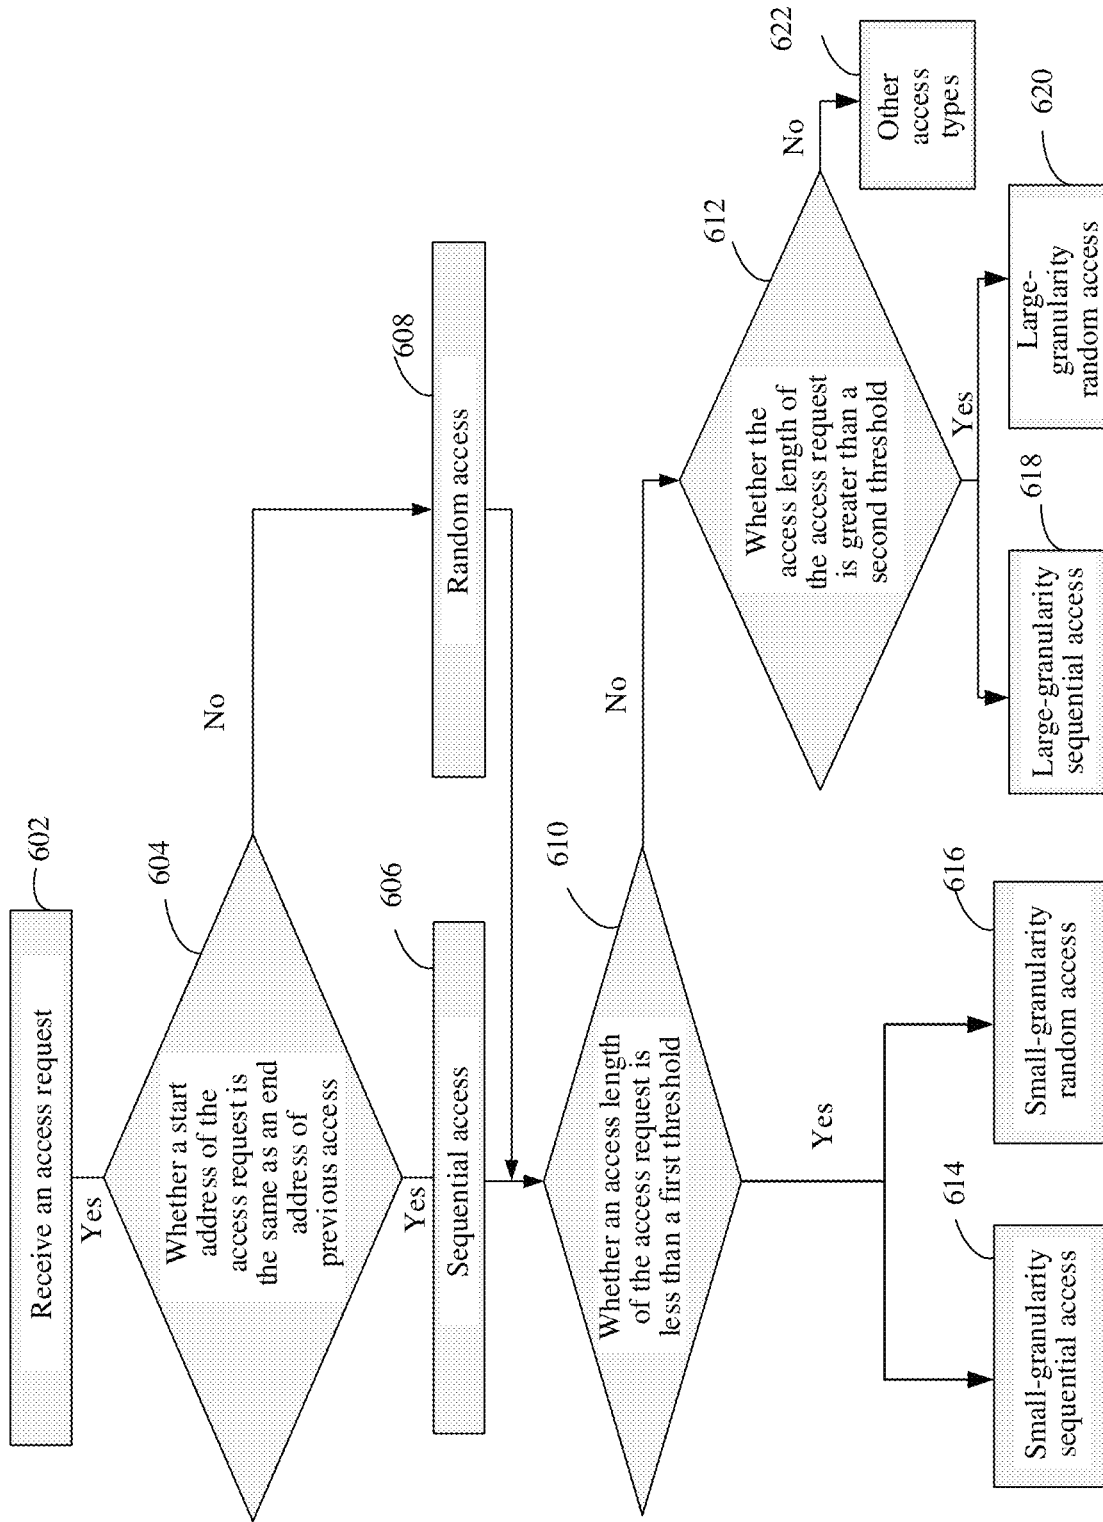 602
Receive an access request
Yes
604
Whether a start
address of the
access request is
the same as an end
address of
previous access
No
Yes
606
Sequential access
608
Random access
610
Whether an access length
of the access request is
less than a first threshold
No
Yes
612
Whether the
access length of
the access request
is greater than a
second threshold
No
Yes
622
Other
access
types
614
Small-granularity
sequential access
616
Small-granularity
random access
618
Large-granularity
sequential access
620
Large-
granularity
random access